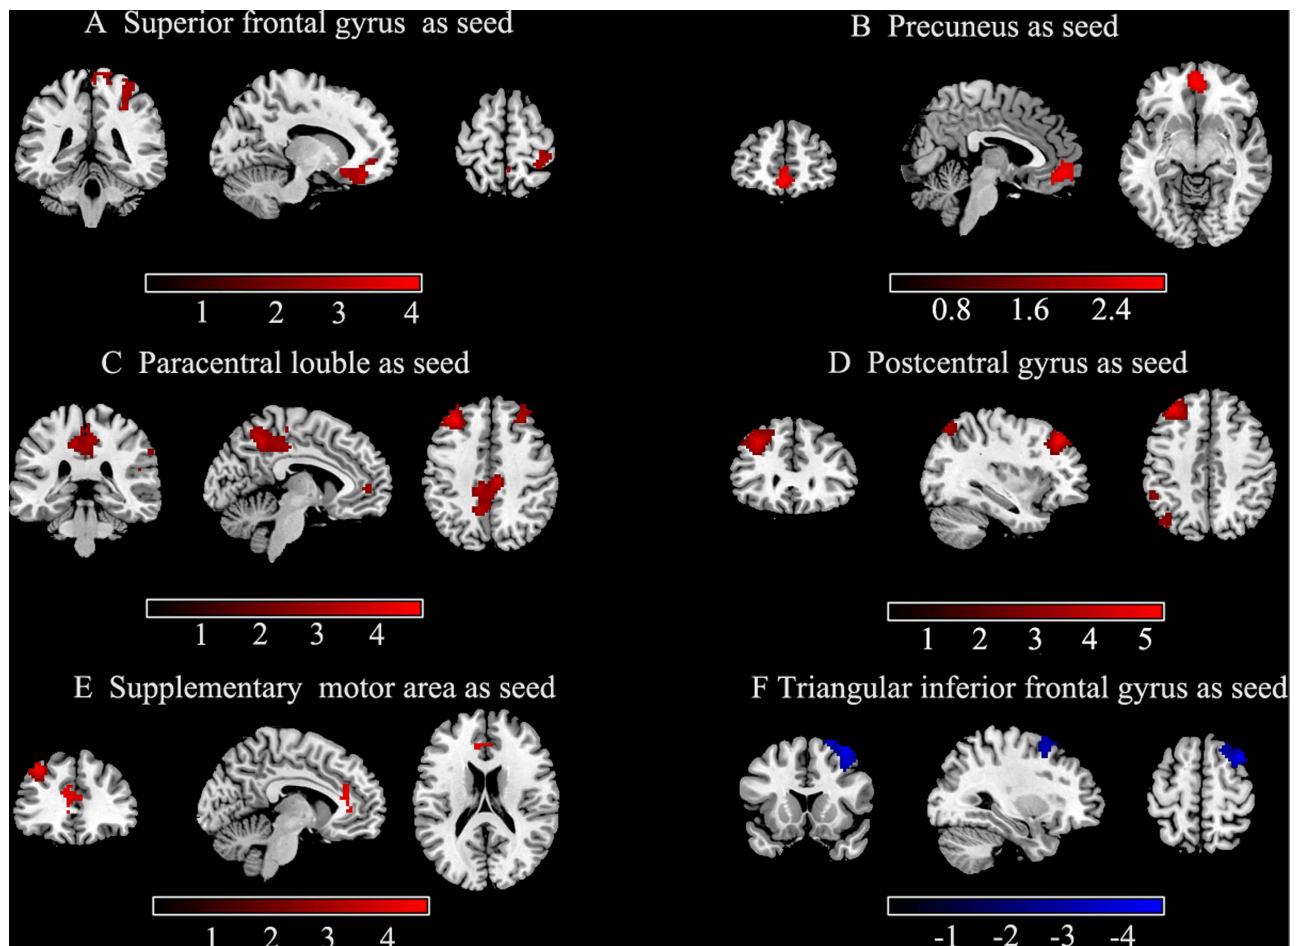 A Superior frontal gyrus as seed
B Precuneus as seed
1 2 3 4
0.8 1.6 2.4
C Paracentral louble as seed
D Postcentral gyrus as seed
1 2 3 4
1 2 3 4 5
E Supplementary motor area as seed
F Triangular inferior frontal gyrus as seed
1 2 3 4
-1 -2 -3 -4